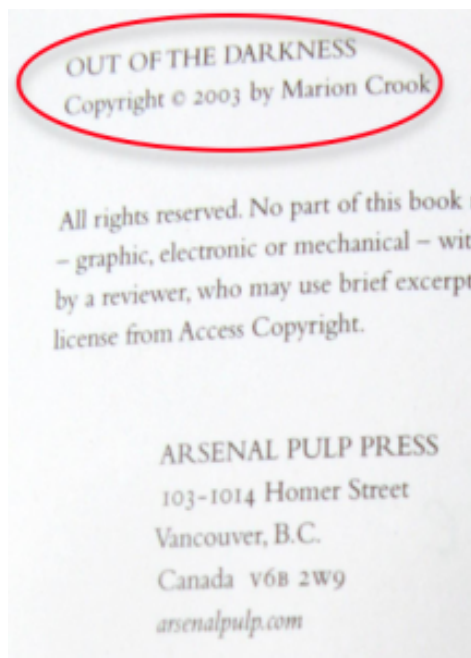 OUT OF THE DARKNESS
Copyright © 2003 by Marion Crook
All rights reserved. No part of this book
– graphic, electronic or mechanical – wit
by a reviewer, who may use brief excerpt
license from Access Copyright.
ARSENAL PULP PRESS
103-1014 Homer Street
Vancouver, B.C.
Canada V6B 2W9
arsenalpulp.com